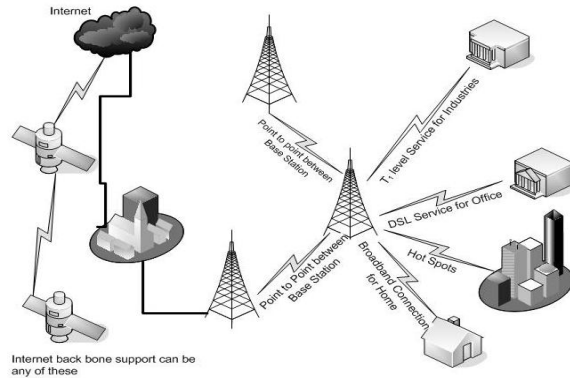 Internet
Point to point between
Base Station
T1 level Service for Industries
DSL Service for Office
Hot Spots
Point to Point between
Base Station
Broadband Connection
for Home
Internet back bone support can be
any of these